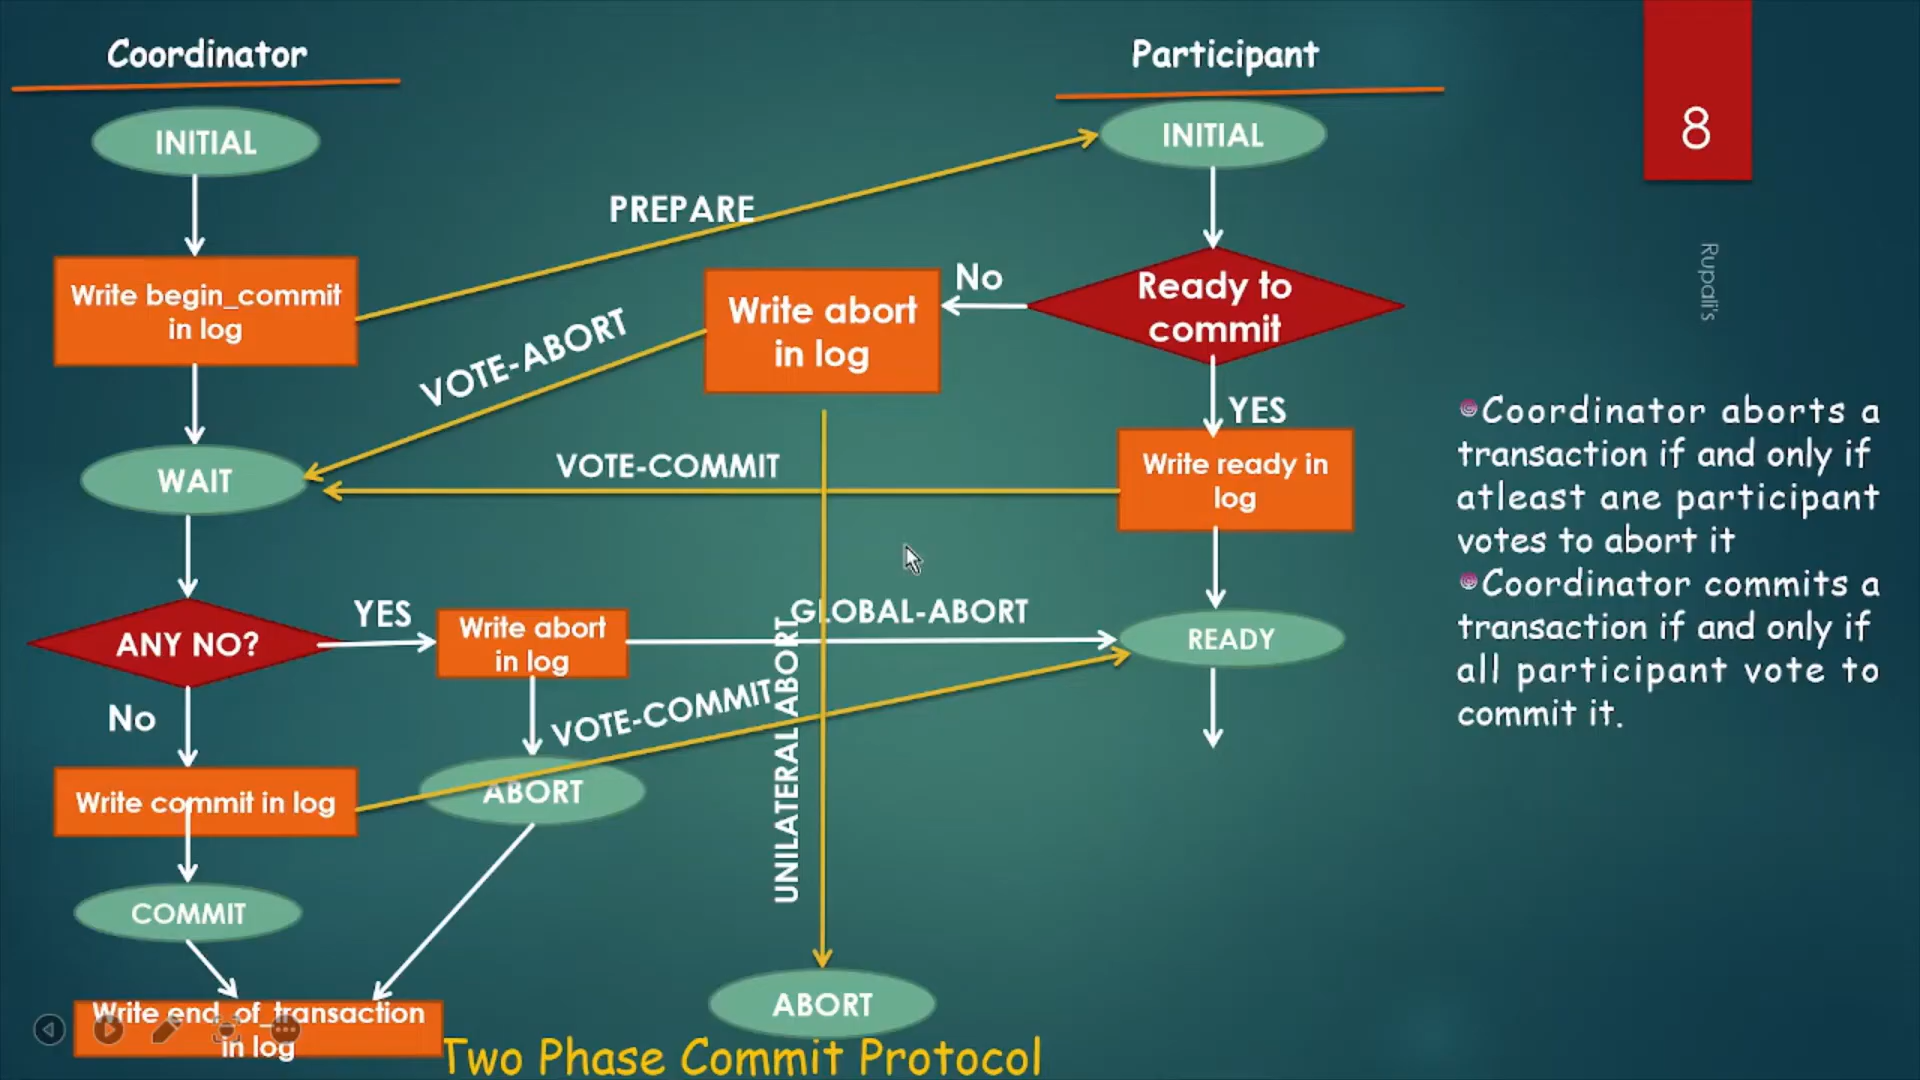 Coordinator
Participant
8
INITIAL
INITIAL
PREPARE
Rupali's
Write begin_commit
in log
No
Write abort
in log
Ready to
commit
VOTE-ABORT
YES
WAIT
VOTE-COMMIT
Write ready in
log
Coordinator aborts a
transaction if and only if
atleast ane participant
votes to abort it
Coordinator commits a
transaction if and only if
all participant vote to
commit it.
ANY NO?
YES
Write abort
in log
GLOBAL-ABORT
READY
No
VOTE-COMMIT
UNILATERAL ABORT
Write commit in log
ABORT
COMMIT
ABORT
Write end_of_transaction
in log
Two Phase Commit Protocol